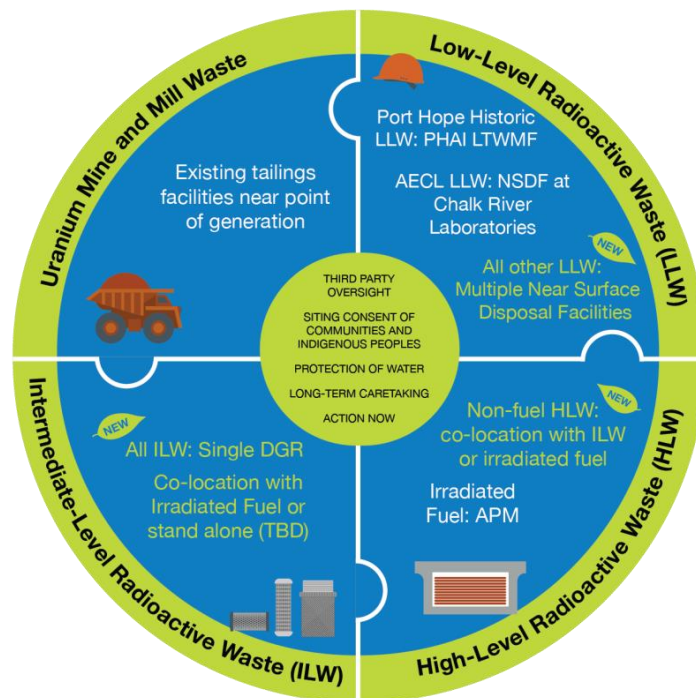 Uranium Mine and Mill Waste
Low-Level Radioactive Waste (LLW)
Existing tailings
facilities near point
of generation
Port Hope Historic
LLW: PHAI LTWMF
AECL LLW: NSDF at
Chalk River
Laboratories
NEW
All other LLW:
Multiple Near Surface
Disposal Facilities
THIRD PARTY
OVERSIGHT
SITING CONSENT OF
COMMUNITIES AND
INDIGENOUS PEOPLES
PROTECTION OF WATER
LONG-TERM CARETAKING
ACTION NOW
NEW
All ILW: Single DGR
Co-location with
Irradiated Fuel or
stand alone (TBD)
NEW
Non-fuel HLW:
co-location with ILW
or irradiated fuel
Irradiated
Fuel: APM
Intermediate-Level Radioactive Waste (ILW)
High-Level Radioactive Waste (HLW)